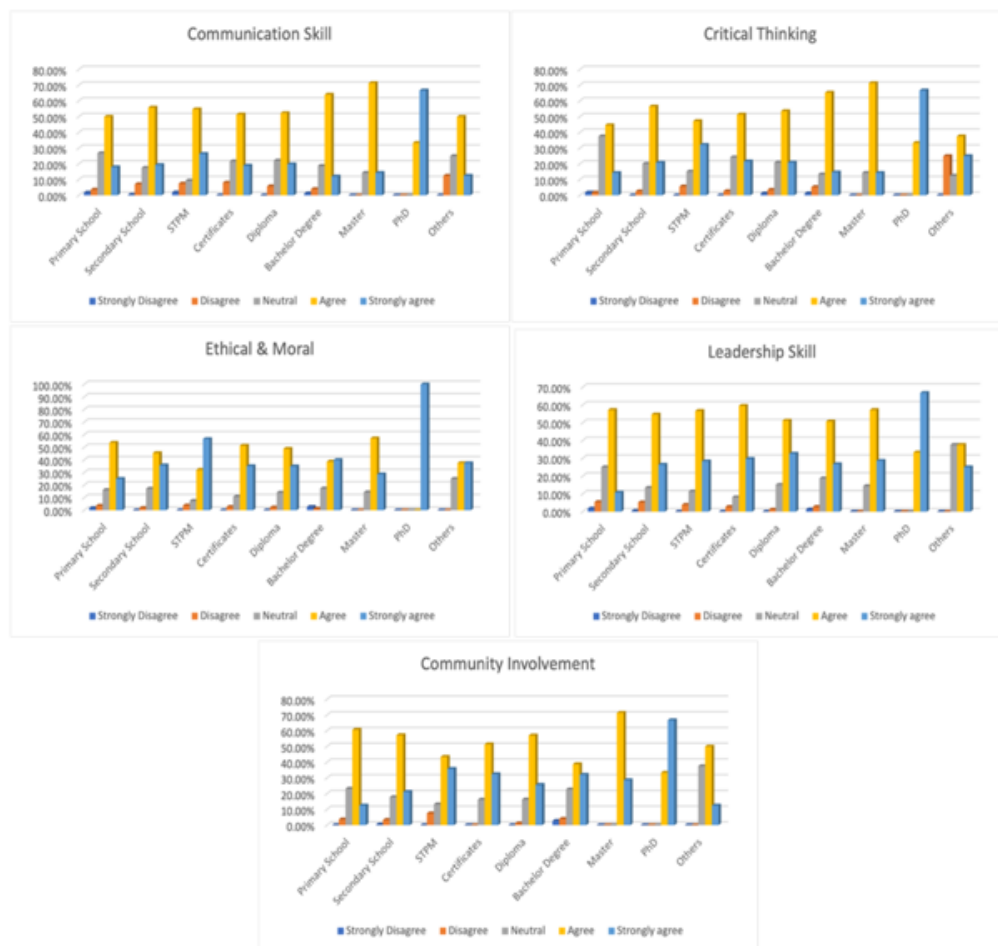 Communication Skill
80.00%
70.00%
60.00%
50.00%
40.00%
30.00%
20.00%
10.00%
0.00%
Primary School
Secondary School
STPM
Certificates
Diploma
Bachelor Degree
Master
PhD
Others
Strongly Disagree Disagree Neutral Agree Strongly agree
Critical Thinking
80.00%
70.00%
60.00%
50.00%
40.00%
30.00%
20.00%
10.00%
0.00%
Primary School
Secondary School
STPM
Certificates
Diploma
Bachelor Degree
Master
PhD
Others
Strongly Disagree Disagree Neutral Agree Strongly agree
Ethical & Moral
100.00%
90.00%
80.00%
70.00%
60.00%
50.00%
40.00%
30.00%
20.00%
10.00%
0.00%
Primary School
Secondary School
STPM
Certificates
Diploma
Bachelor Degree
Master
PhD
Others
Strongly Disagree Disagree Neutral Agree Strongly agree
Leadership Skill
70.00%
60.00%
50.00%
40.00%
30.00%
20.00%
10.00%
0.00%
Primary School
Secondary School
STPM
Certificates
Diploma
Bachelor Degree
Master
PhD
Others
Strongly Disagree Disagree Neutral Agree Strongly agree
Community Involvement
80.00%
70.00%
60.00%
50.00%
40.00%
30.00%
20.00%
10.00%
0.00%
Primary School
Secondary School
STPM
Certificates
Diploma
Bachelor Degree
Master
PhD
Others
Strongly Disagree Disagree Neutral Agree Strongly agree